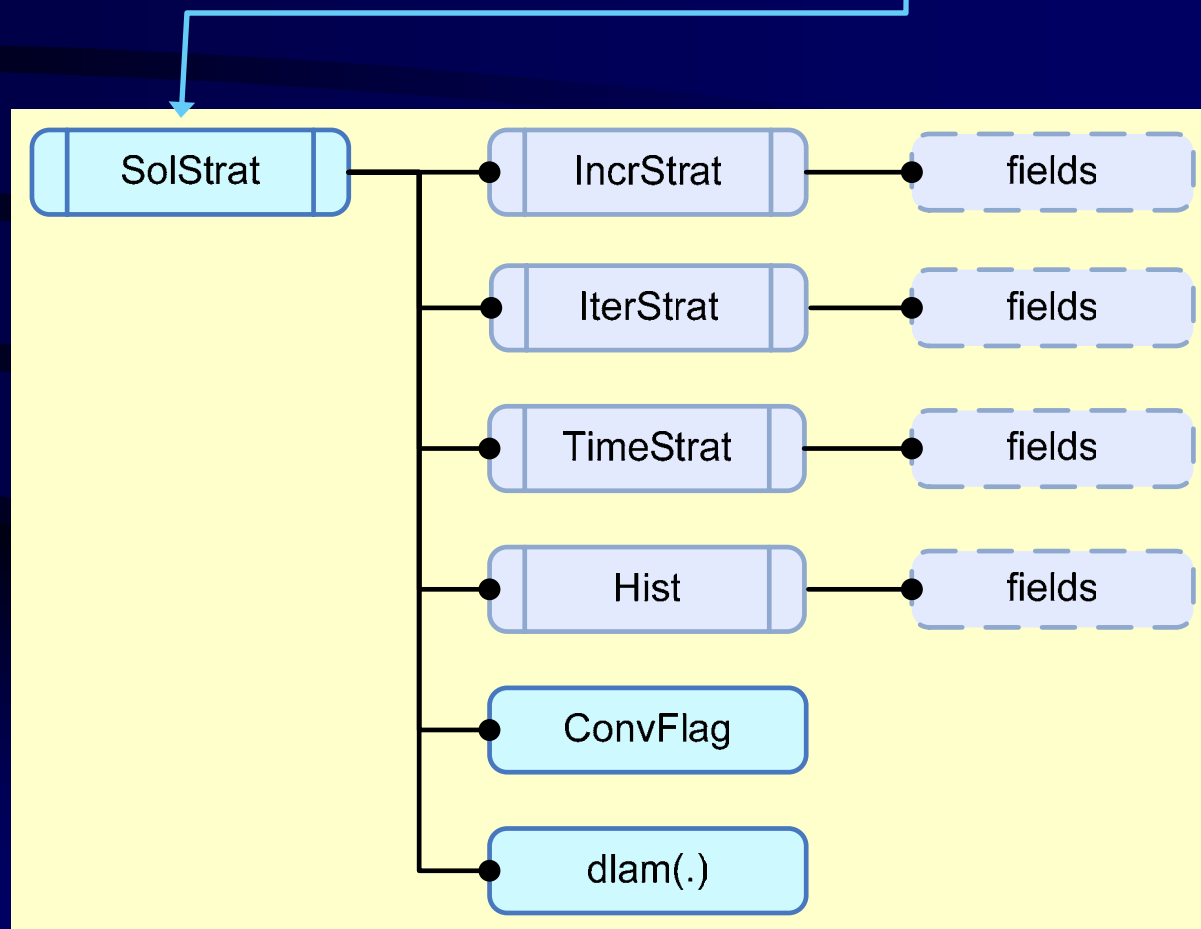 SolStrat
IncrStrat
fields
IterStrat
fields
TimeStrat
fields
Hist
fields
ConvFlag
dlam(.)